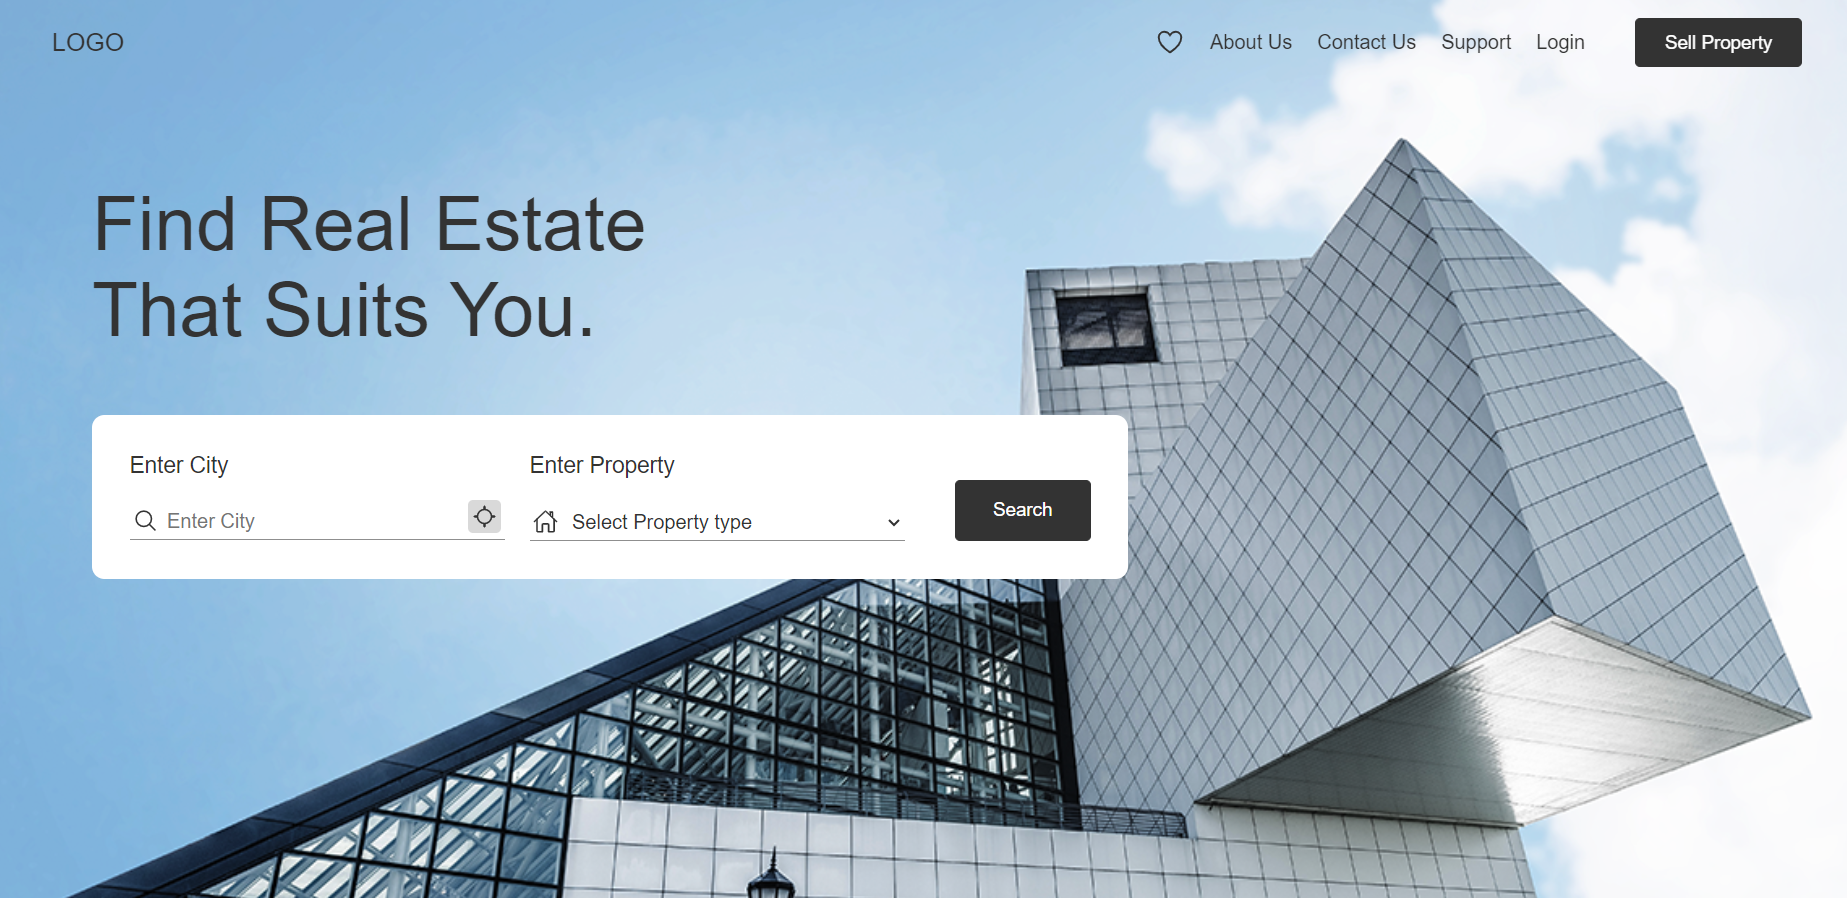 LOGO
About Us
Contact Us
Support
Login
Sell Property
Find Real Estate
That Suits You.
Enter City
Enter City
Enter Property
Select Property type
Search